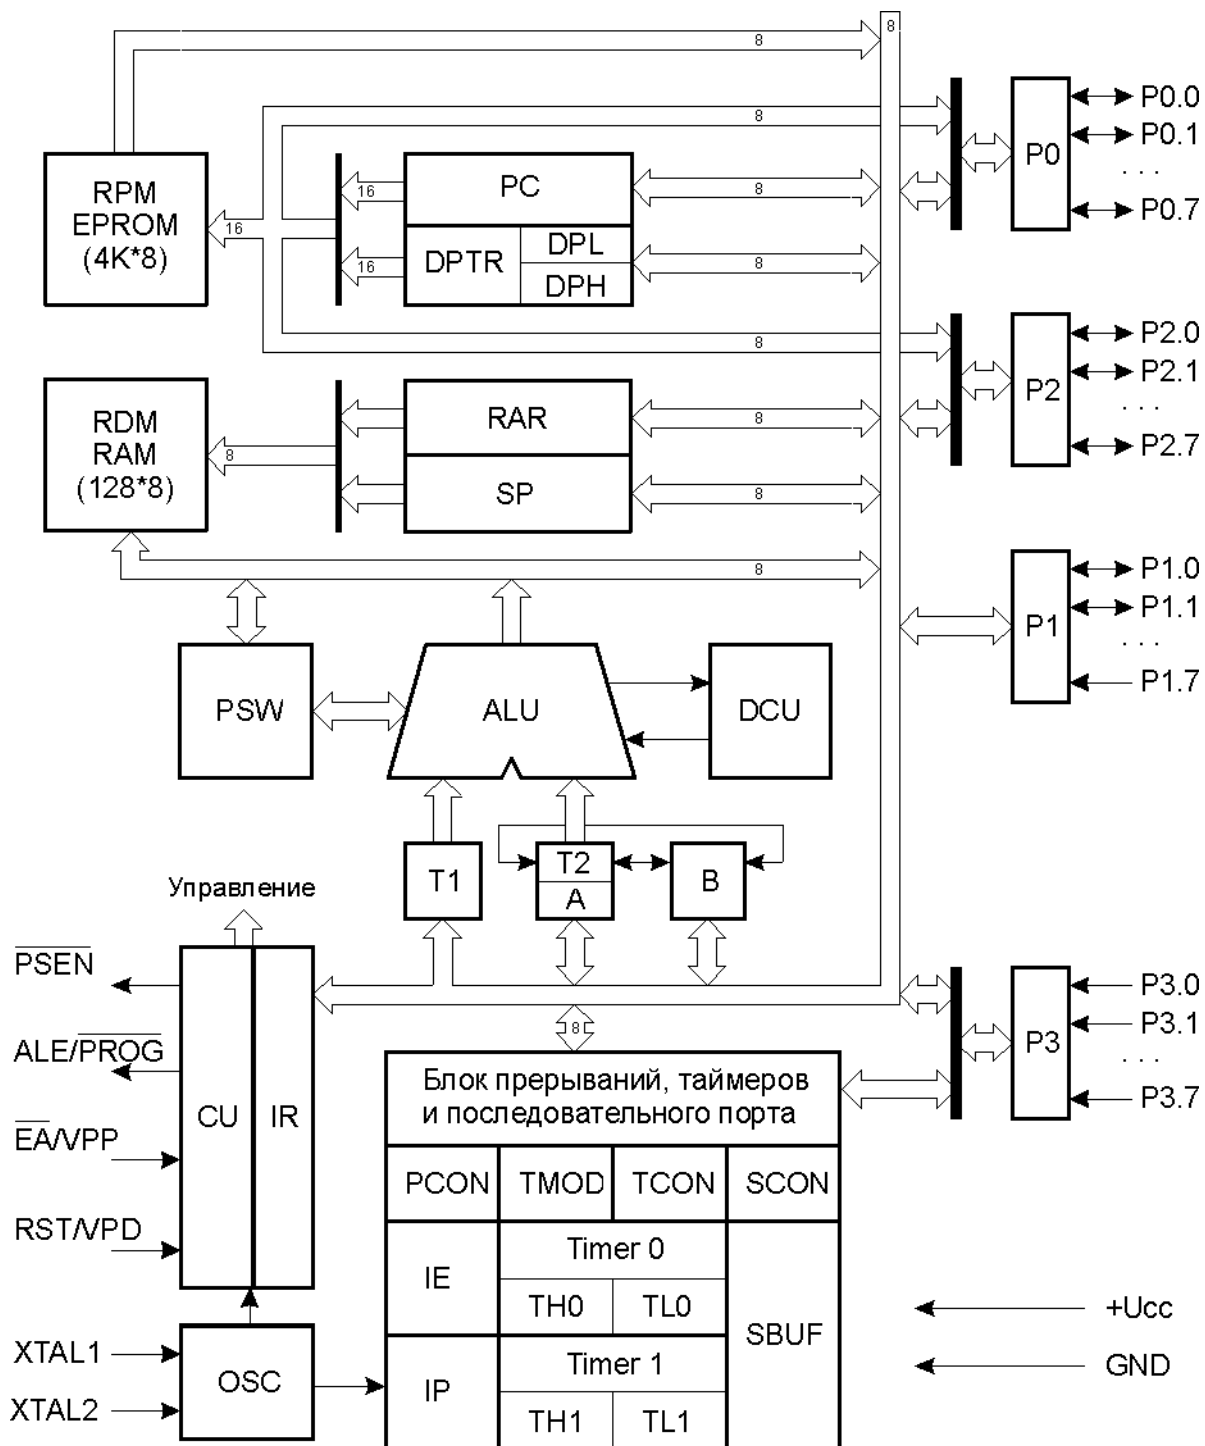 8
8
RPM
EPROM
(4K*8)
16
8
16
PC
8
16
DPTR
DPL
DPH
8
8
P0
P0.0
P0.1
. . .
P0.7
RDM
RAM
(128*8)
8
RAR
8
SP
8
8
P2
P2.0
P2.1
. . .
P2.7
P1
P1.0
P1.1
. . .
P1.7
PSW
ALU
DCU
T1
T2
A
B
Управление
PSEN
ALE/PROG
EA/VPP
RST/VPD
CU
IR
8
P3
P3.0
P3.1
. . .
P3.7
Блок прерываний, таймеров
и последовательного порта
PCON
TMOD
TCON
SCON
IE
Timer 0
TH0
TL0
SBUF
IP
Timer 1
TH1
TL1
XTAL1
XTAL2
OSC
+Ucc
GND